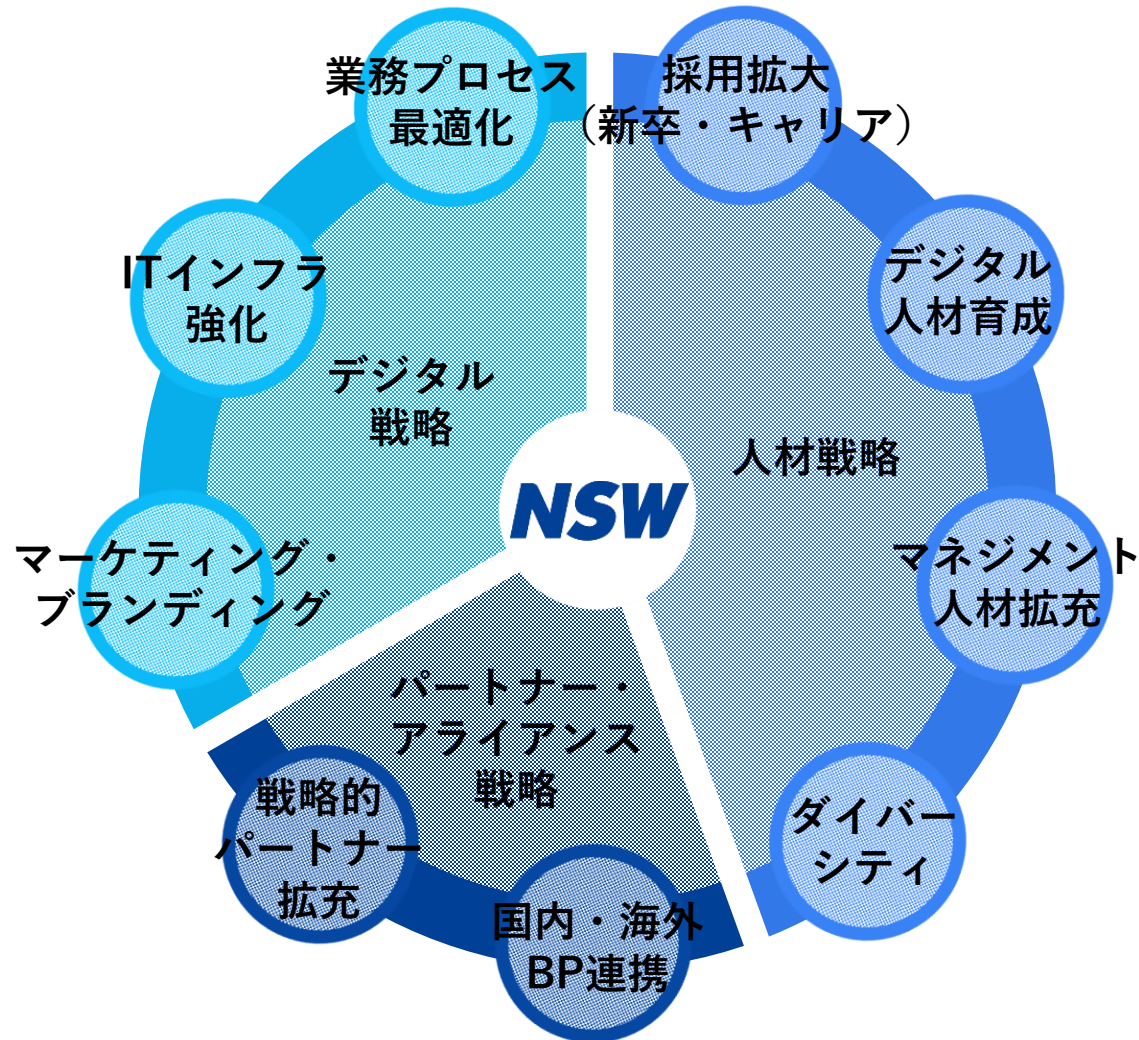 業務プロセス
最適化
採用拡大
（新卒・キャリア）
ITインフラ
強化
デジタル
人材育成
デジタル
戦略
人材戦略
NSW
マーケティング・
ブランディング
マネジメント
人材拡充
パートナー・
アライアンス
戦略
戦略的
パートナー
拡充
ダイバー
シティ
国内・海外
BP連携